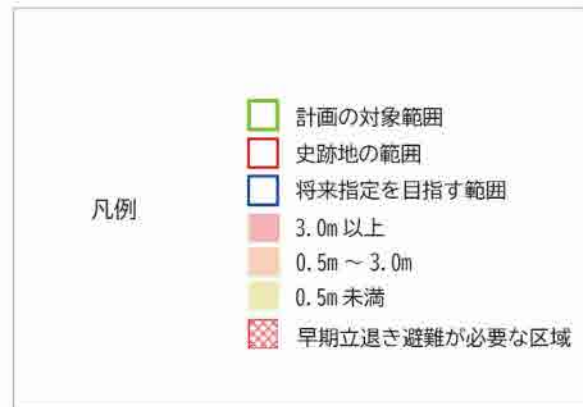 凡例
計画の対象範囲
史跡地の範囲
将来指定を目指す範囲
3.0m 以上
0.5m ～ 3.0m
0.5m 未満
早期立退き避難が必要な区域